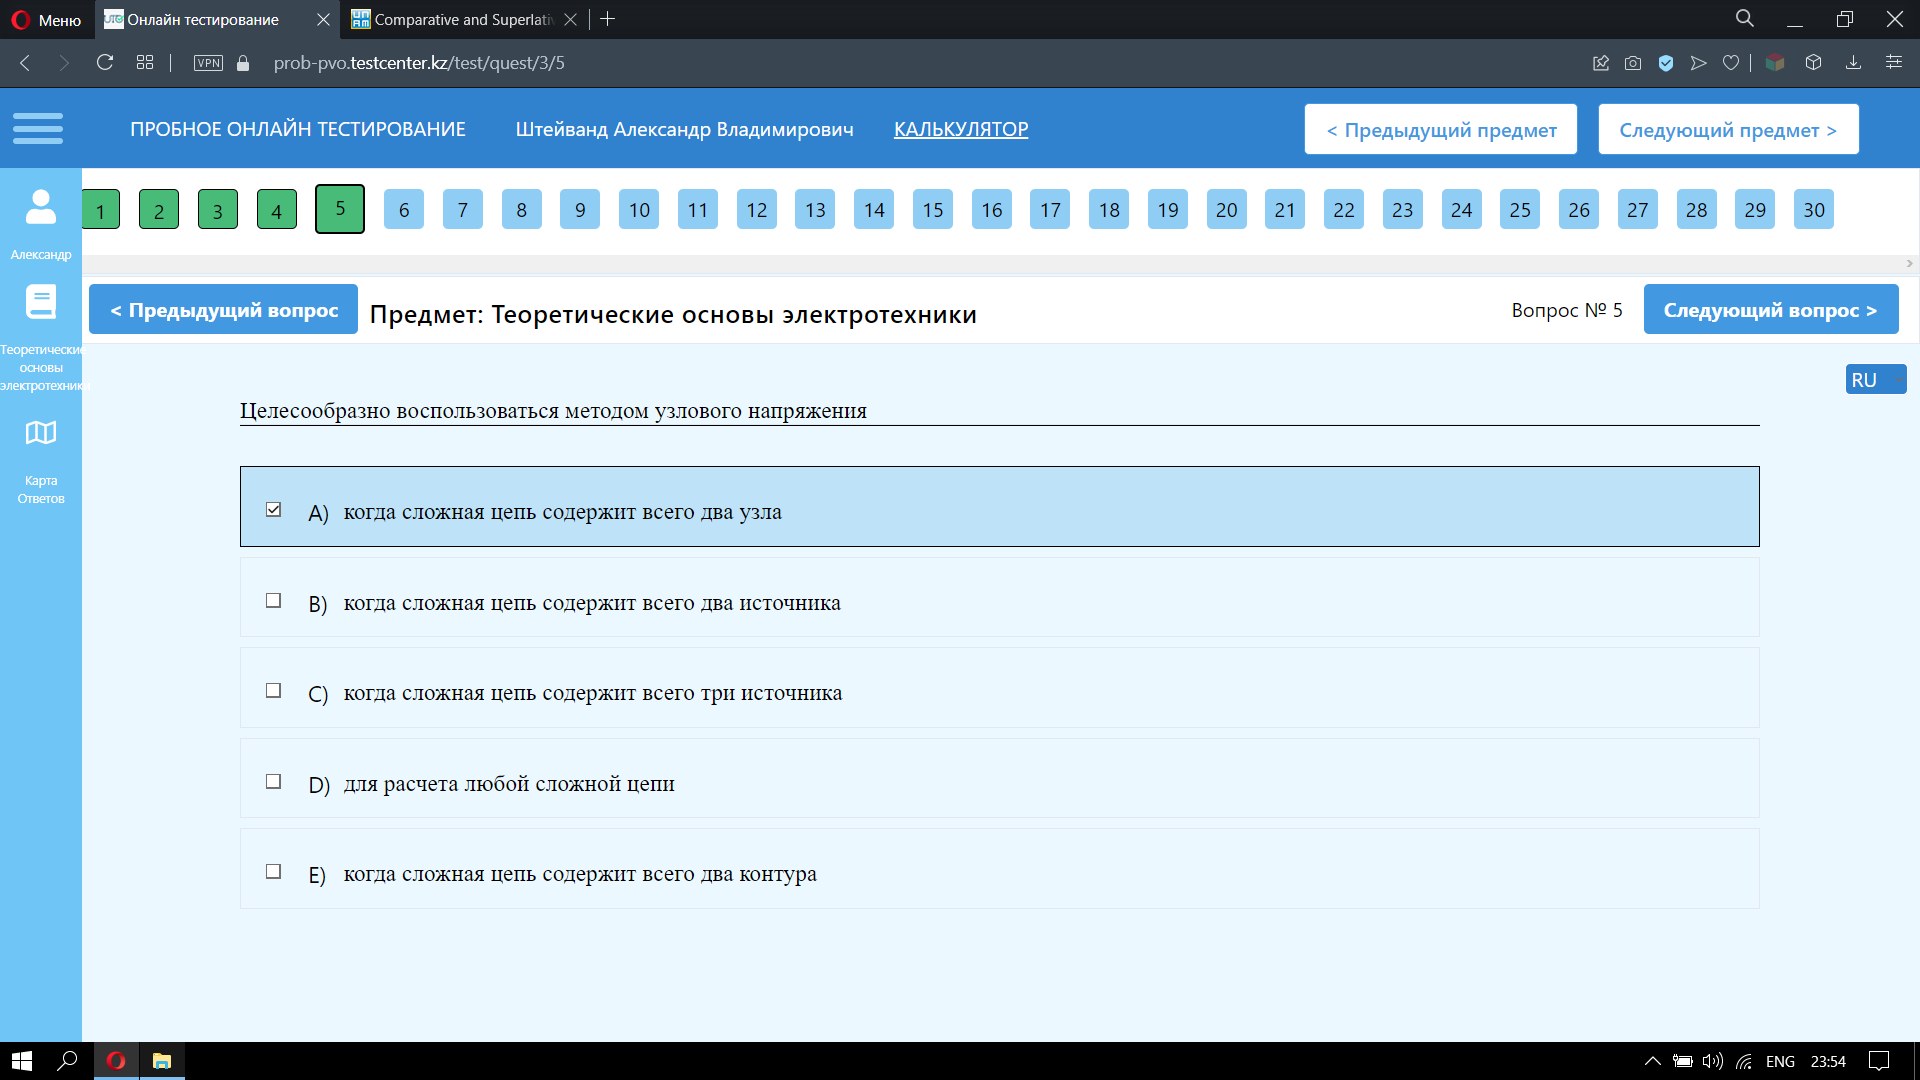 Меню
Онлайн тестирование
Comparative and Superlati
VPN
prob-pvo.testcenter.kz/test/quest/3/5
ПРОБНОЕ ОНЛАЙН ТЕСТИРОВАНИЕ
Штейванд Александр Владимирович
КАЛЬКУЛЯТОР
< Предыдущий предмет
Следующий предмет >
1 2 3 4 5 6 7 8 9 10 11 12 13 14 15 16 17 18 19 20 21 22 23 24 25 26 27 28 29 30
Александр
Теоретические
основы
электротехники
Карта
Ответов
< Предыдущий вопрос
Предмет: Теоретические основы электротехники
Вопрос № 5
Следующий вопрос >
RU
Целесообразно воспользоваться методом узлового напряжения
A) когда сложная цепь содержит всего два узла
B) когда сложная цепь содержит всего два источника
C) когда сложная цепь содержит всего три источника
D) для расчета любой сложной цепи
E) когда сложная цепь содержит всего два контура
ENG
23:54